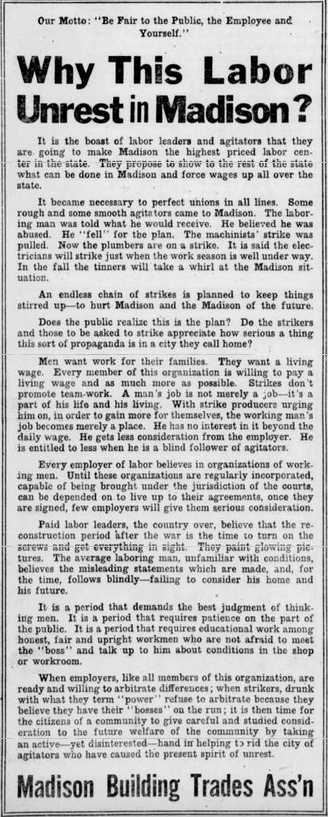 Our Motto: "Be Fair to the Public, the Employee and
Yourself."
Why This Labor
Unrest in Madison?
It is the boast of labor leaders and agitators that they
are going to make Madison the highest priced labor cen-
ter in the state. They propose to show to the rest of the state
what can be done in Madison and force wages up all over the
state.
It became necessary to perfect unions in all lines. Some
rough and some smooth agitators came to Madison. The labor-
ing man was told what he would receive. He believed he was
abused. He "fell" for the plan. The machinists' strike was
pulled. Now the plumbers are on a strike. It is said the elec-
tricians will strike just when the work season is well under way.
In the fall the tinners will take a whirl at the Madison sit-
uation.
An endless chain of strikes is planned to keep things
stirred up—to hurt Madison and the Madison of the future.
Does the public realize this is the plan? Do the strikers
and those to be asked to strike appreciate how serious a thing
this sort of propaganda is in a city they call home?
Men want work for their families. They want a living
wage. Every member of this organization is willing to pay a
living wage and as much more as possible. Strikes don't
promote team-work. A man's job is not merely a job—it's a
part of his life and his living. With strike producers urging
him on, in order to gain more for themselves, the working man's
job becomes merely a place. He has no interest in it beyond the
daily wage. He gets less consideration from the employer. He
is entitled to less when he is a blind follower of agitators.
Every employer of labor believes in organizations of work-
ing men. Until these organizations are regularly incorporated,
capable of being brought under the jurisdiction of the courts,
can be depended on to live up to their agreements, once they
are signed, few employers will give them serious consideration.
Paid labor leaders, the country over, believe that the re-
construction period after the war is the time to turn on the
screws and get everything in sight. They paint glowing pic-
tures. The average laboring man, unfamiliar with conditions,
believes the misleading statements which are made, and, for
the time, follows blindly—failing to consider his home and
his future.
It is a period that demands the best judgment of think-
ing men. It is a period that requires patience on the part of
the public. It is a period that requires educational work among
honest, fair and upright workmen who are not afraid to meet
the "boss" and talk up to him about conditions in the shop
or workroom.
When employers, like all members of this organization, are
ready and willing to arbitrate differences; when strikers, drunk
with what they term "power" refuse to arbitrate because they
believe they have their "bosses" on the run; it is then time for
the citizens of a community to give careful and studied consid-
eration to the future welfare of the community by taking
an active—yet disinterested—hand in helping to rid the city of
agitators who have caused the present spirit of unrest.
Madison Building Trades Ass'n